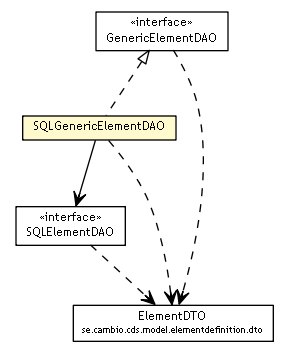 «interface»
GenericElementDAO
SQLGenericElementDAO
«interface»
SQLElementDAO
ElementDTO
se.cambio.cds.model.elementdefinition.dto